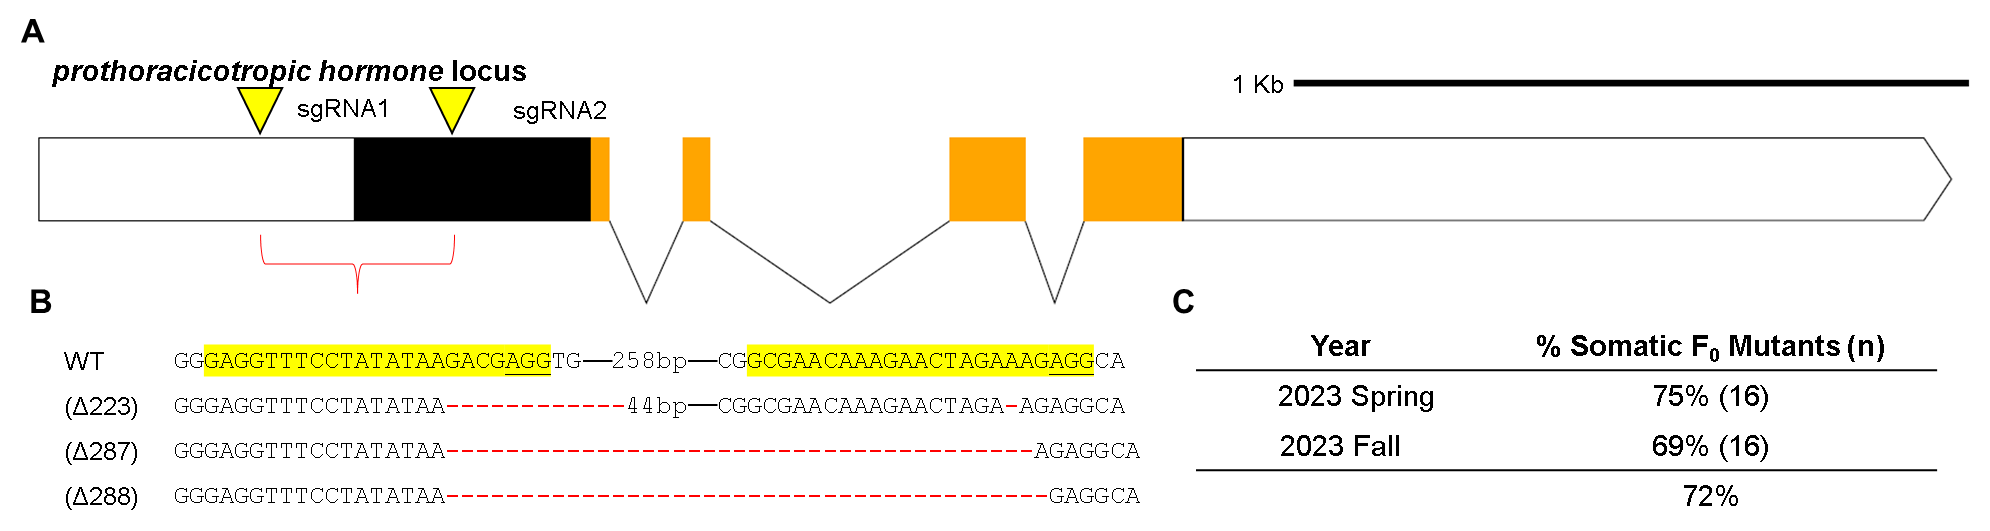 A
prothoracicotropic hormone locus
1 Kb
sgRNA1
sgRNA2
B
WT GGGAGGTTTCCTATATAAGACGAGGTG—258bp—CGGCGAACAAAGAACTAGAAAGAGGCA
(Δ223) GGGAGGTTTCCTATATAA------------44bp—CGGCGAACAAAGAACTAGA-AGAGGCA
(Δ287) GGGAGGTTTCCTATATAA---------------------------------------AGAGGCA
(Δ288) GGGAGGTTTCCTATATAA----------------------------------------GAGGCA
C
Year % Somatic F₀ Mutants (n)
2023 Spring 75% (16)
2023 Fall 69% (16)
72%